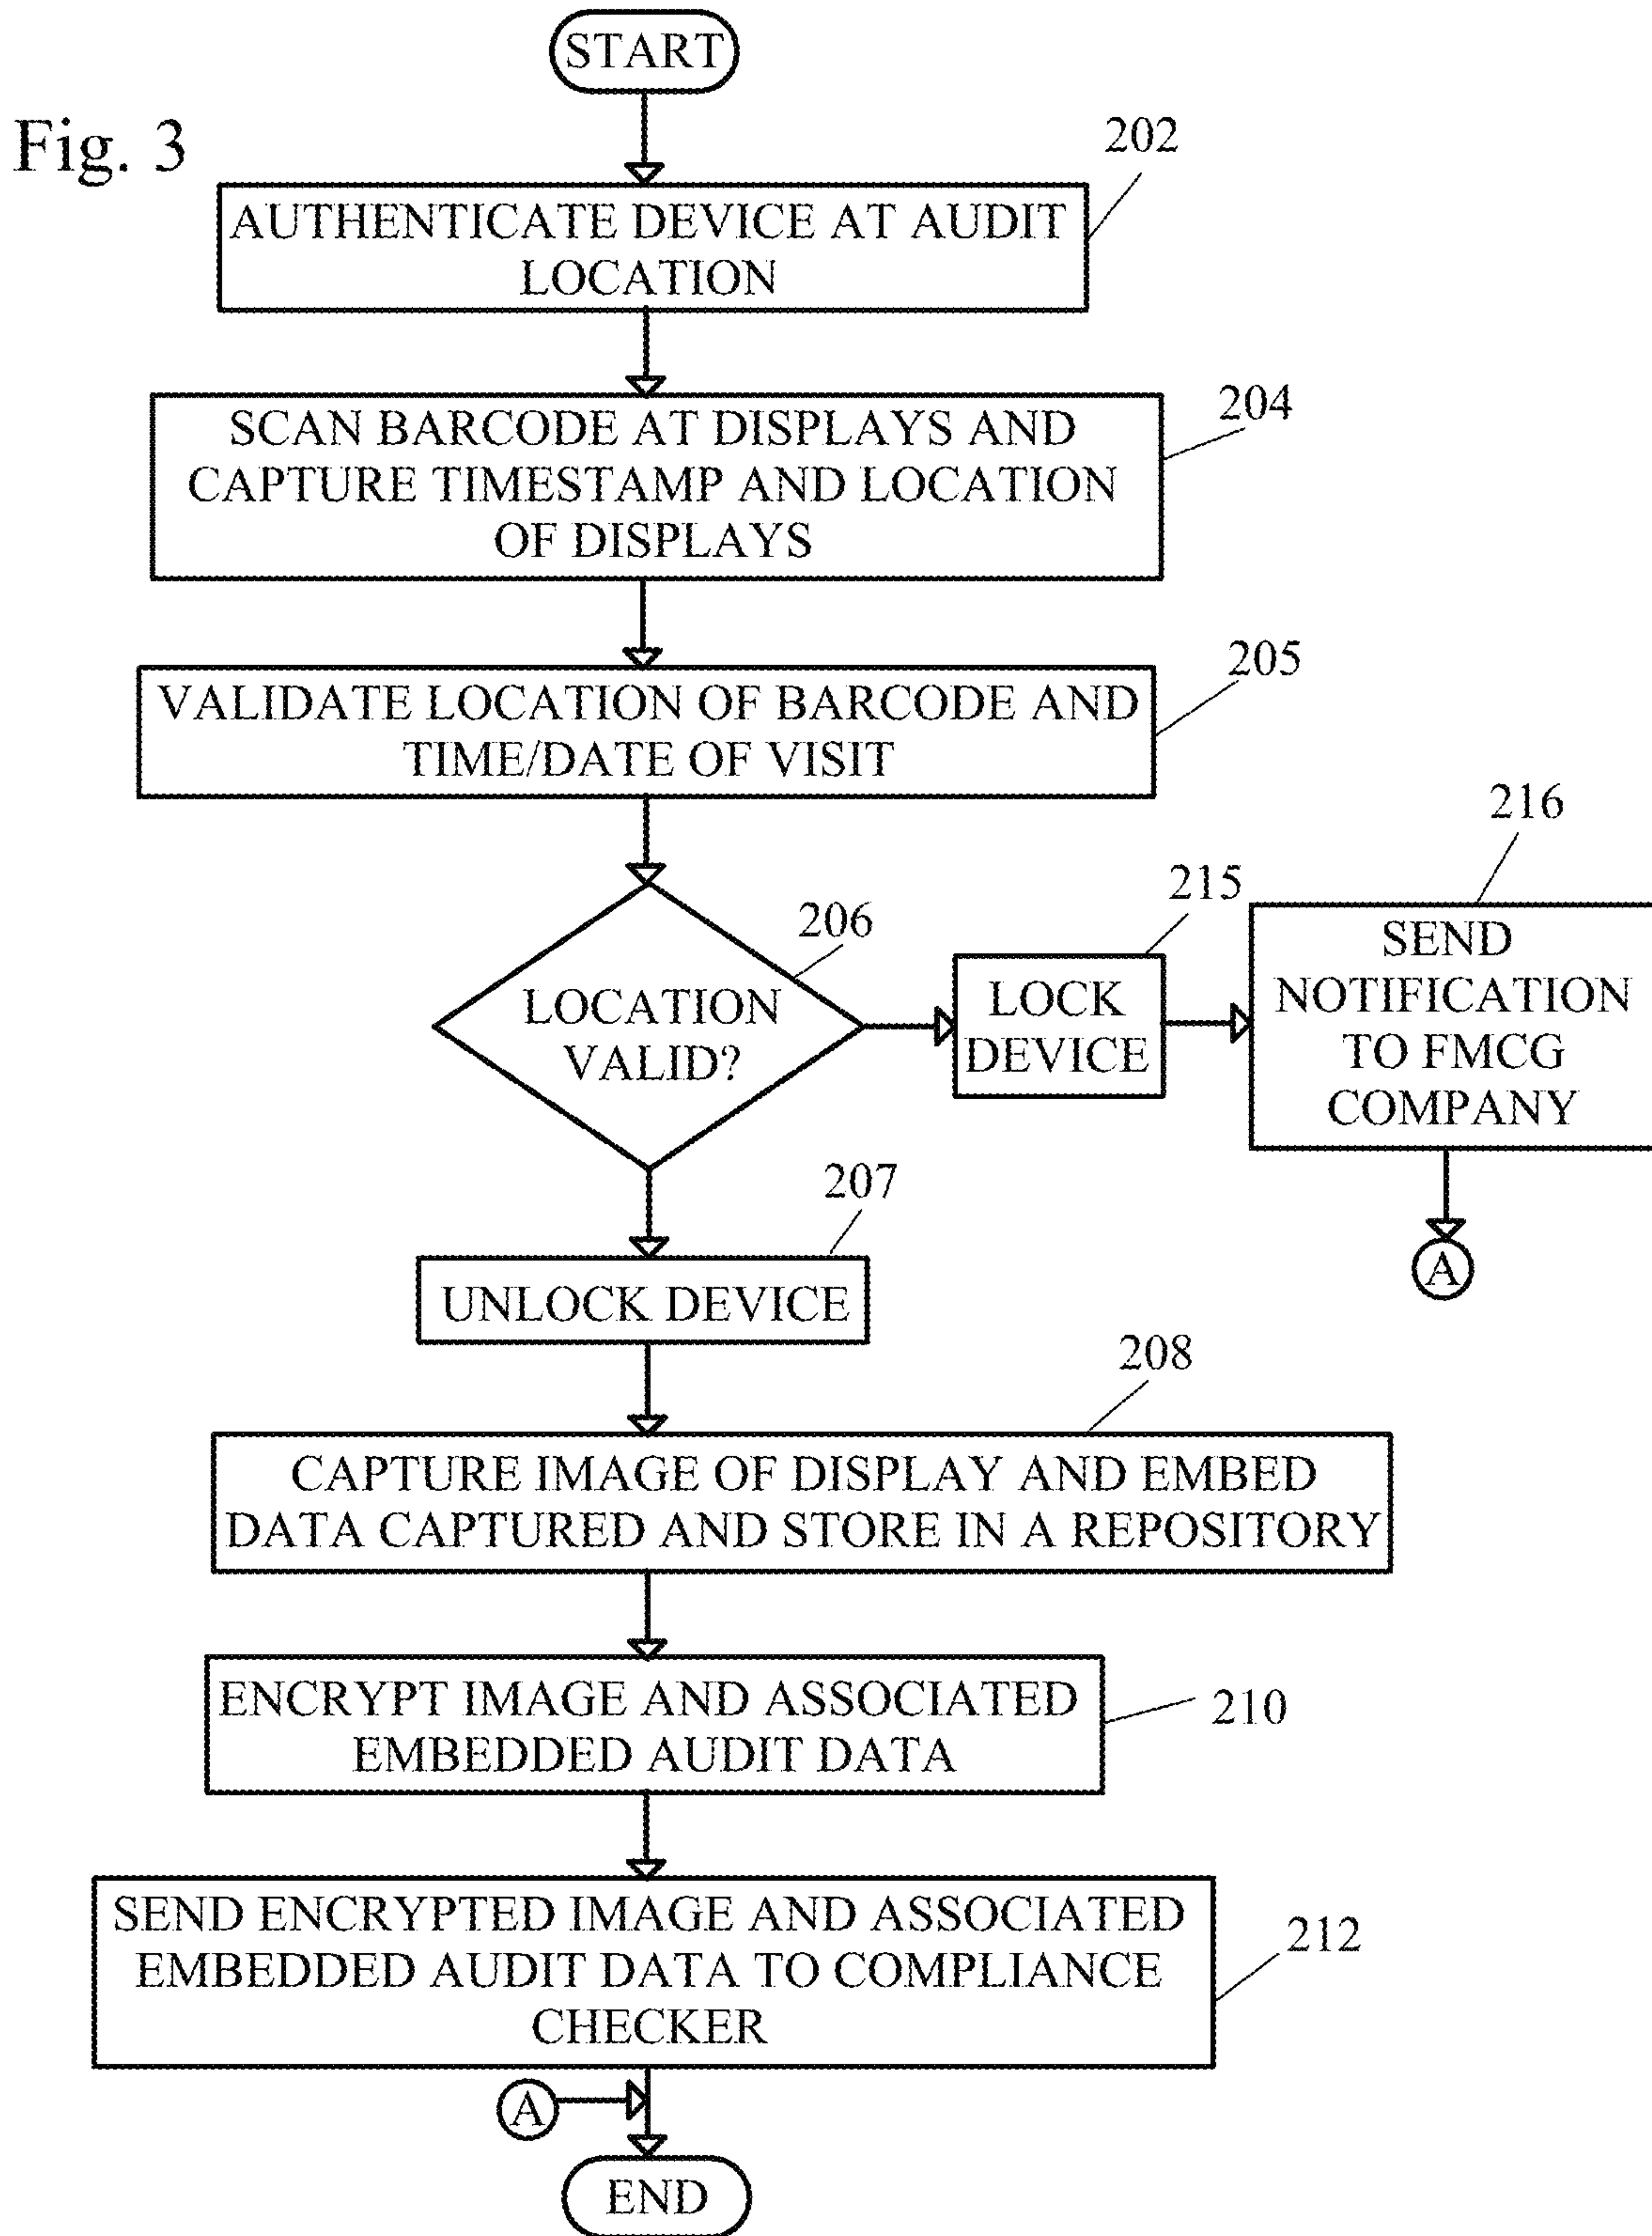 START
Fig. 3
202
AUTHENTICATE DEVICE AT AUDIT
LOCATION
204
SCAN BARCODE AT DISPLAYS AND
CAPTURE TIMESTAMP AND LOCATION
OF DISPLAYS
205
VALIDATE LOCATION OF BARCODE AND
TIME/DATE OF VISIT
206
LOCATION
VALID?
215
LOCK
DEVICE
216
SEND
NOTIFICATION
TO FMCG
COMPANY
A
207
UNLOCK DEVICE
208
CAPTURE IMAGE OF DISPLAY AND EMBED
DATA CAPTURED AND STORE IN A REPOSITORY
210
ENCRYPT IMAGE AND ASSOCIATED
EMBEDDED AUDIT DATA
212
SEND ENCRYPTED IMAGE AND ASSOCIATED
EMBEDDED AUDIT DATA TO COMPLIANCE
CHECKER
A
END